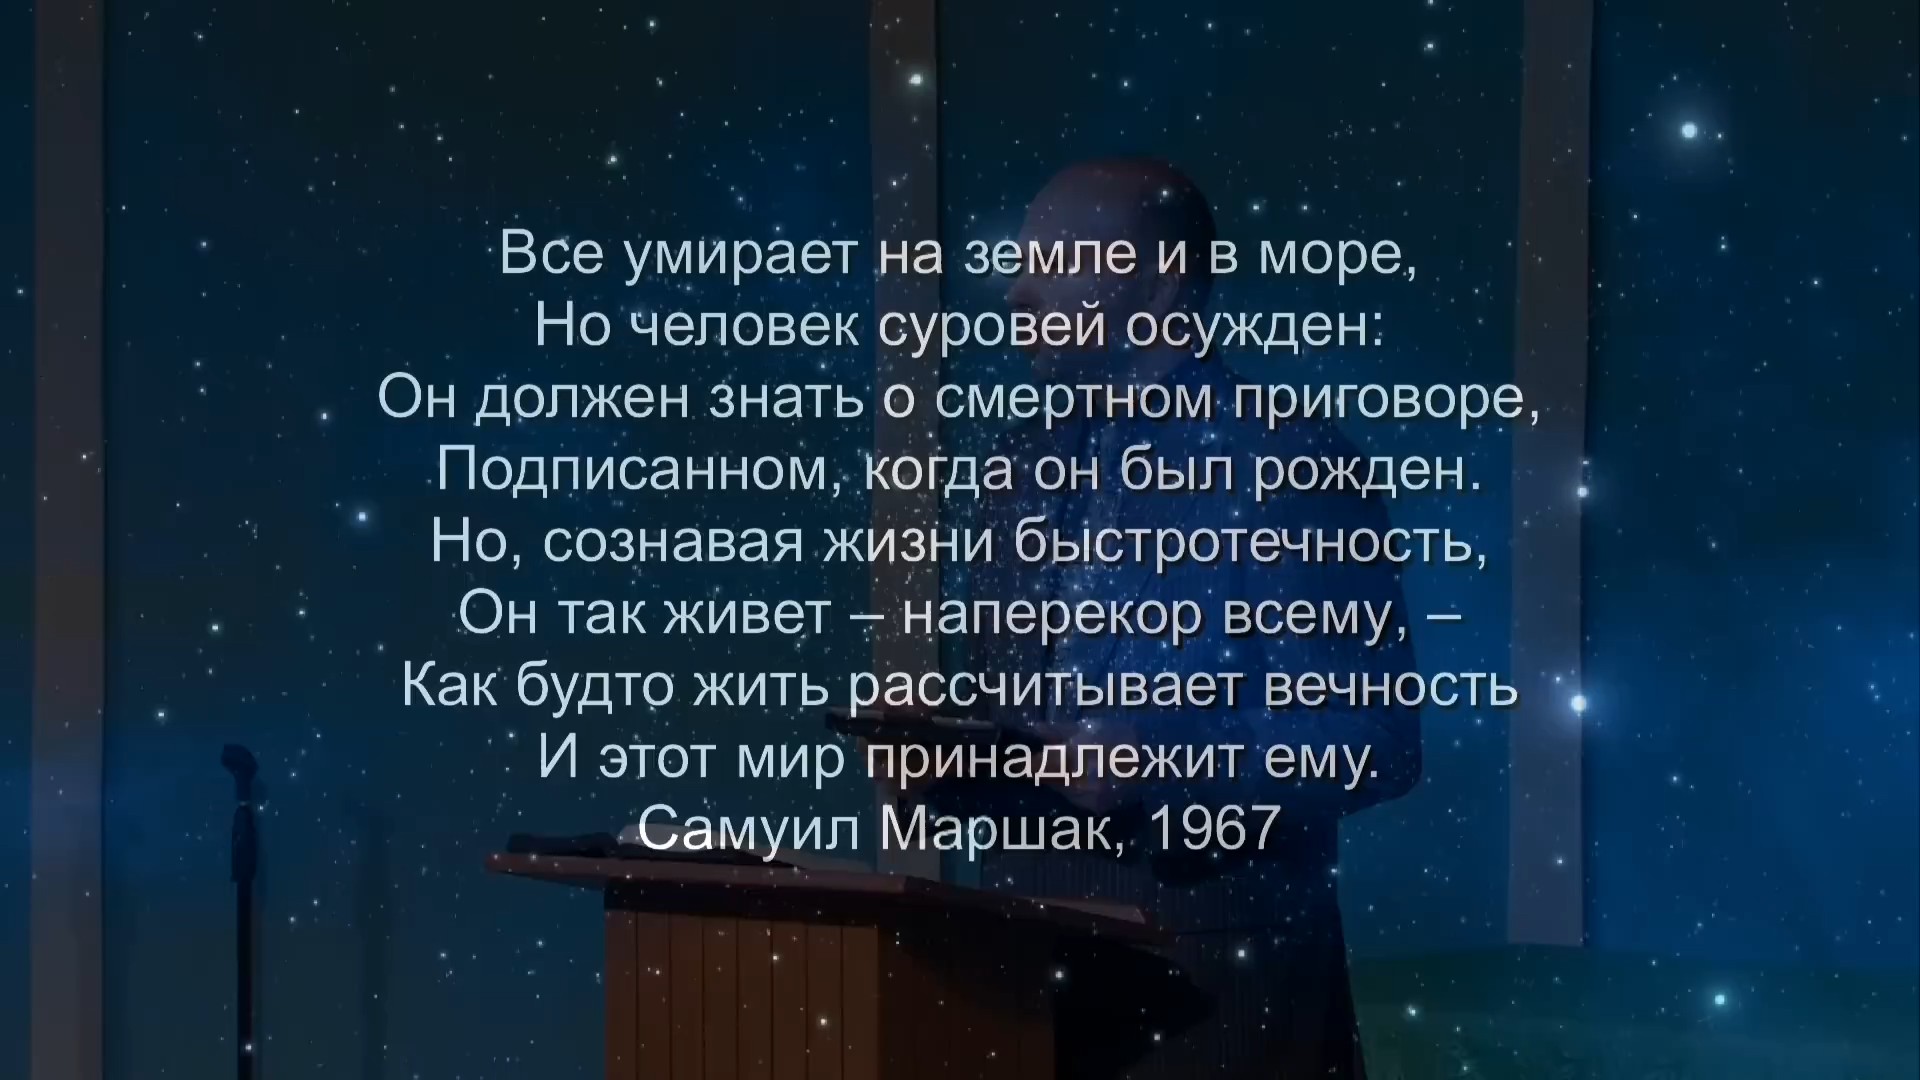 Все умирает на земле и в море,
Но человек суровей осужден:
Он должен знать о смертном приговоре,
Подписанном, когда он был рожден.
Но, сознавая жизни быстротечность,
Он так живет – наперекор всему, –
Как будто жить рассчитывает вечность
И этот мир принадлежит ему.
Самуил Маршак, 1967